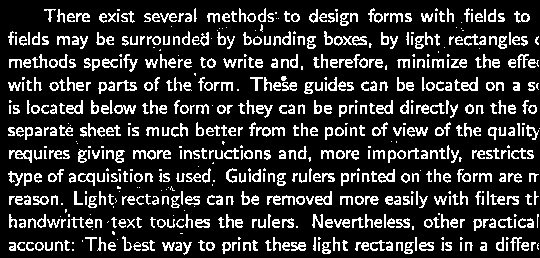 There exist several methods to design forms with fields to
fields may be surrounded by bounding boxes, by light rectangles
methods specify where to write and, therefore, minimize the effe
with other parts of the form. These guides can be located on a s
is located below the form or they can be printed directly on the fo
separate sheet is much better from the point of view of the quality
requires giving more instructions and, more importantly, restricts
type of acquisition is used. Guiding rulers printed on the form are m
reason. Light rectangles can be removed more easily with filters th
handwritten text touches the rulers. Nevertheless, other practical
account: The best way to print these light rectangles is in a differe